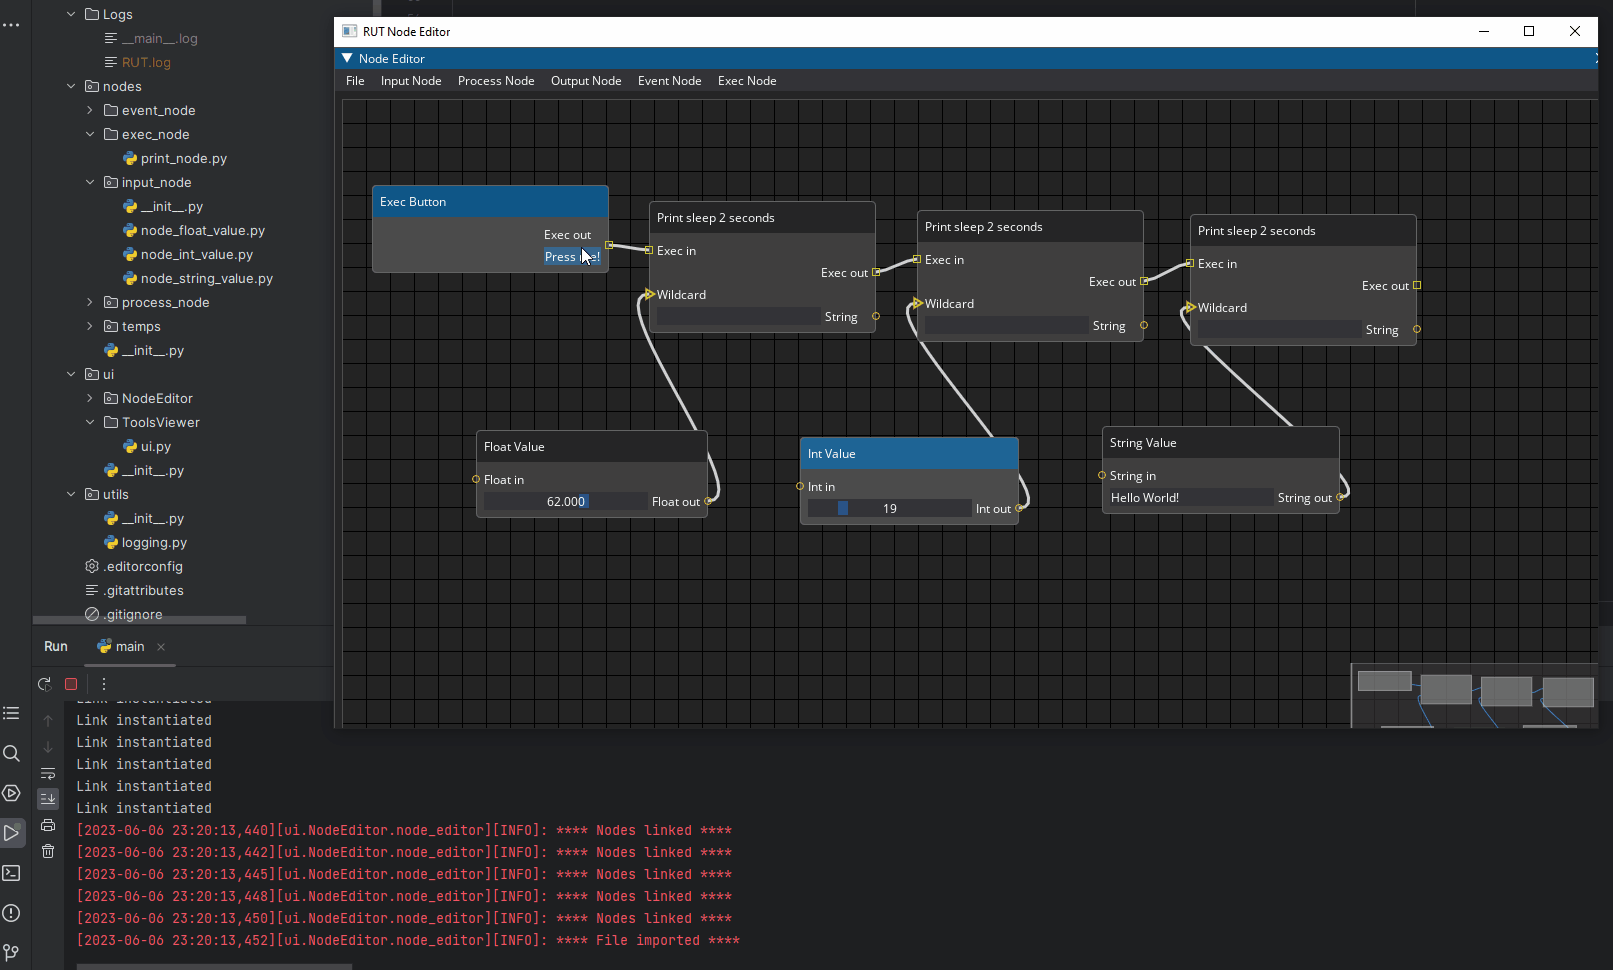 Logs
__main__.log
RUT.log
nodes
event_node
exec_node
print_node.py
input_node
__init__.py
node_float_value.py
node_int_value.py
node_string_value.py
process_node
temps
__init__.py
ui
NodeEditor
ToolsViewer
ui.py
__init__.py
utils
__init__.py
logging.py
.editorconfig
.gitattributes
.gitignore
RUT Node Editor
Node Editor
File Input Node Process Node Output Node Event Node Exec Node
Exec Button
Exec out
Press
Print sleep 2 seconds
Exec in
Exec out
Wildcard
String
Print sleep 2 seconds
Exec in
Exec out
Wildcard
String
Print sleep 2 seconds
Exec in
Exec out
Wildcard
String
Float Value
Float in
62.000 Float out
Int Value
Int in
19 Int out
String Value
String in
Hello World! String out
Run main
Link instantiated
Link instantiated
Link instantiated
Link instantiated
Link instantiated
Link instantiated
[2023-06-06 23:20:13,440][ui.NodeEditor.node_editor][INFO]: **** Nodes linked ****
[2023-06-06 23:20:13,442][ui.NodeEditor.node_editor][INFO]: **** Nodes linked ****
[2023-06-06 23:20:13,445][ui.NodeEditor.node_editor][INFO]: **** Nodes linked ****
[2023-06-06 23:20:13,448][ui.NodeEditor.node_editor][INFO]: **** Nodes linked ****
[2023-06-06 23:20:13,450][ui.NodeEditor.node_editor][INFO]: **** Nodes linked ****
[2023-06-06 23:20:13,452][ui.NodeEditor.node_editor][INFO]: **** File imported ****